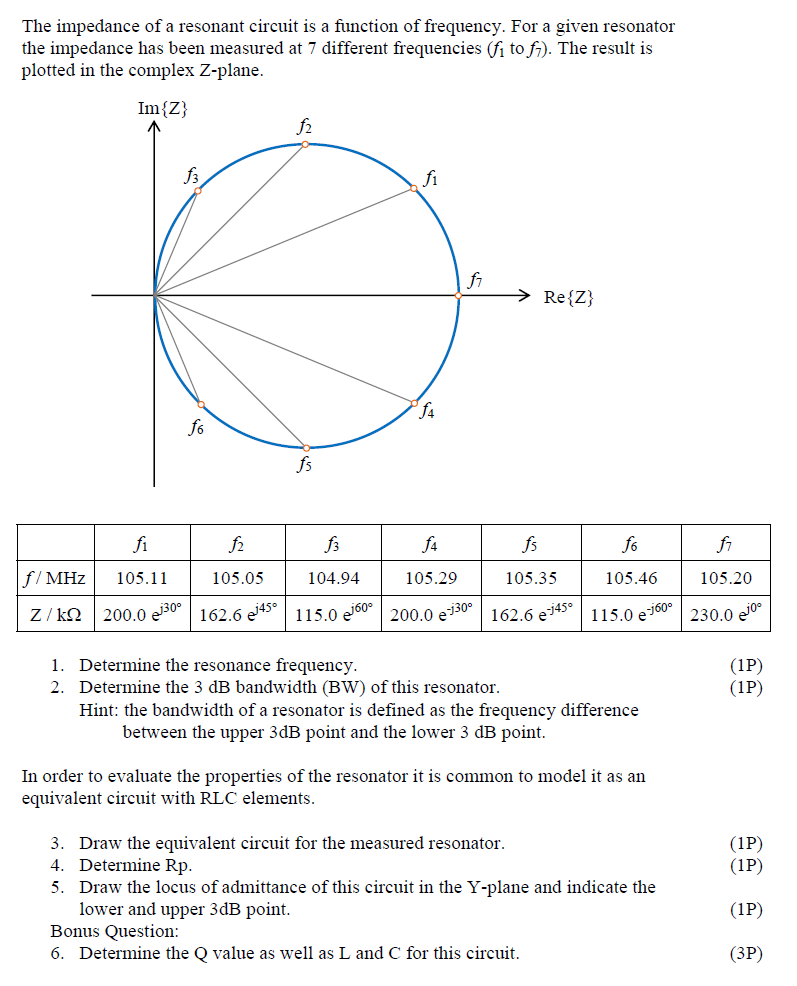 The impedance of a resonant circuit is a function of frequency. For a given resonator
the impedance has been measured at 7 different frequencies (f₁ to f₇). The result is
plotted in the complex Z-plane.
Im{Z}
f₂
f₃
f₁
f₇
Re{Z}
f₄
f₆
f₅
f₁ f₂ f₃ f₄ f₅ f₆ f₇
f / MHz 105.11 105.05 104.94 105.29 105.35 105.46 105.20
Z / kΩ 200.0 e^j30° 162.6 e^j45° 115.0 e^j60° 200.0 e^-j30° 162.6 e^-j45° 115.0 e^-j60° 230.0 e^j0°
1. Determine the resonance frequency. (1P)
2. Determine the 3 dB bandwidth (BW) of this resonator. (1P)
Hint: the bandwidth of a resonator is defined as the frequency difference
between the upper 3dB point and the lower 3 dB point.
In order to evaluate the properties of the resonator it is common to model it as an
equivalent circuit with RLC elements.
3. Draw the equivalent circuit for the measured resonator. (1P)
4. Determine Rp. (1P)
5. Draw the locus of admittance of this circuit in the Y-plane and indicate the
lower and upper 3dB point. (1P)
Bonus Question:
6. Determine the Q value as well as L and C for this circuit. (3P)